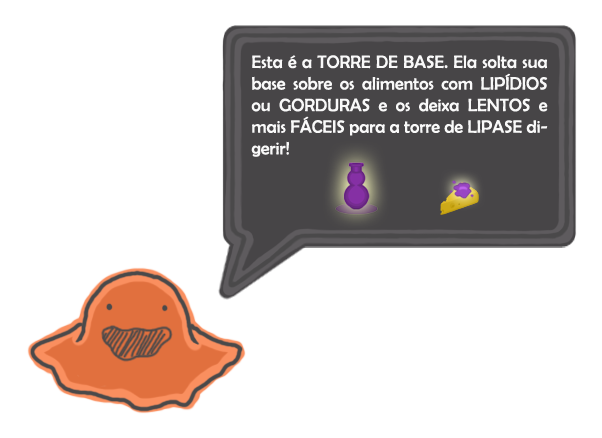 Esta é a TORRE DE BASE. Ela solta sua
base sobre os alimentos com LIPÍDIOS
ou GORDURAS e os deixa LENTOS e
mais FÁCEIS para a torre de LIPASE di-
gerir!